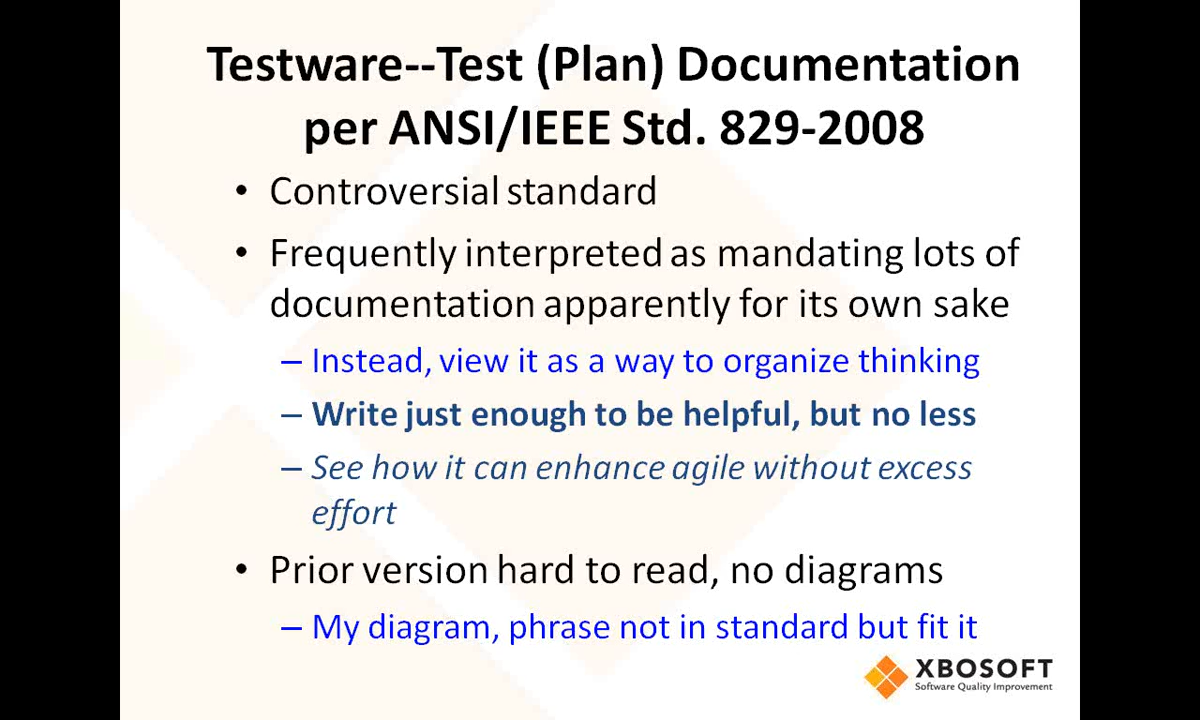 Testware--Test (Plan) Documentation
per ANSI/IEEE Std. 829-2008
• Controversial standard
• Frequently interpreted as mandating lots of
documentation apparently for its own sake
– Instead, view it as a way to organize thinking
– Write just enough to be helpful, but no less
– See how it can enhance agile without excess
effort
• Prior version hard to read, no diagrams
– My diagram, phrase not in standard but fit it
XBOSOFT
Software Quality Improvement